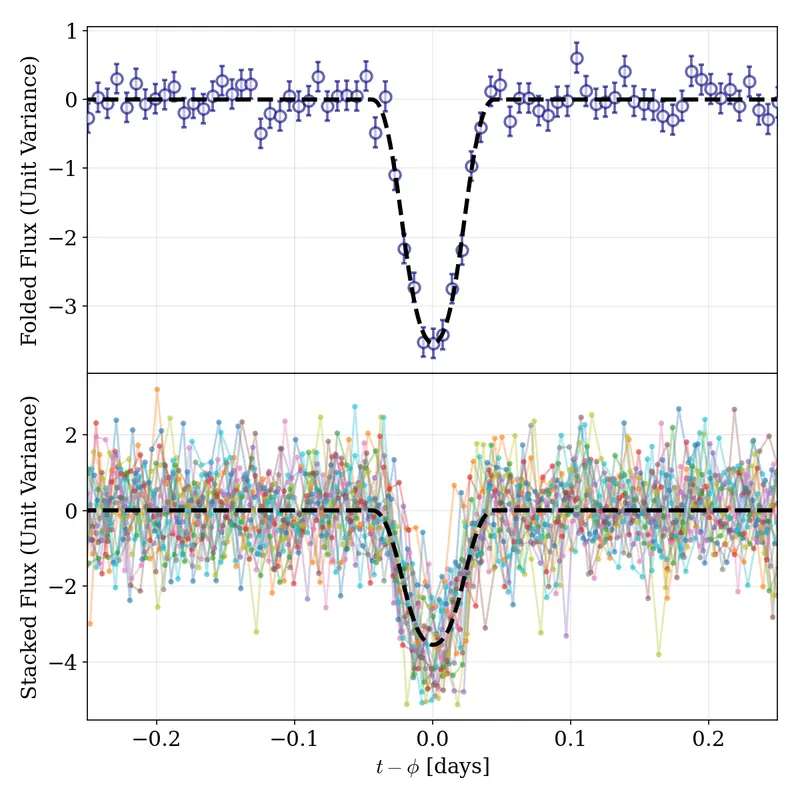 Folded Flux (Unit Variance)
1
0
−1
−2
−3
Stacked Flux (Unit Variance)
2
0
−2
−4
−0.2 −0.1 0.0 0.1 0.2
t − ϕ [days]